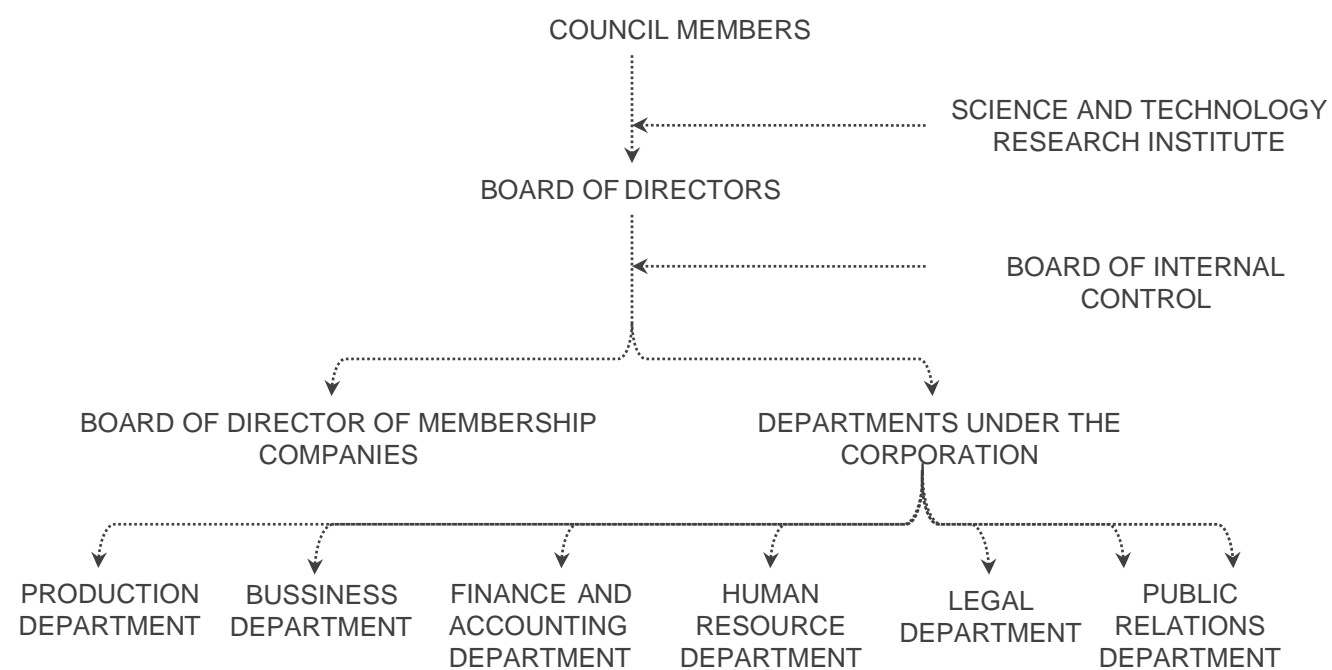 COUNCIL MEMBERS
SCIENCE AND TECHNOLOGY
RESEARCH INSTITUTE
BOARD OF DIRECTORS
BOARD OF INTERNAL
CONTROL
BOARD OF DIRECTOR OF MEMBERSHIP
COMPANIES
DEPARTMENTS UNDER THE
CORPORATION
PRODUCTION
DEPARTMENT
BUSSINESS
DEPARTMENT
FINANCE AND
ACCOUNTING
DEPARTMENT
HUMAN
RESOURCE
DEPARTMENT
LEGAL
DEPARTMENT
PUBLIC
RELATIONS
DEPARTMENT